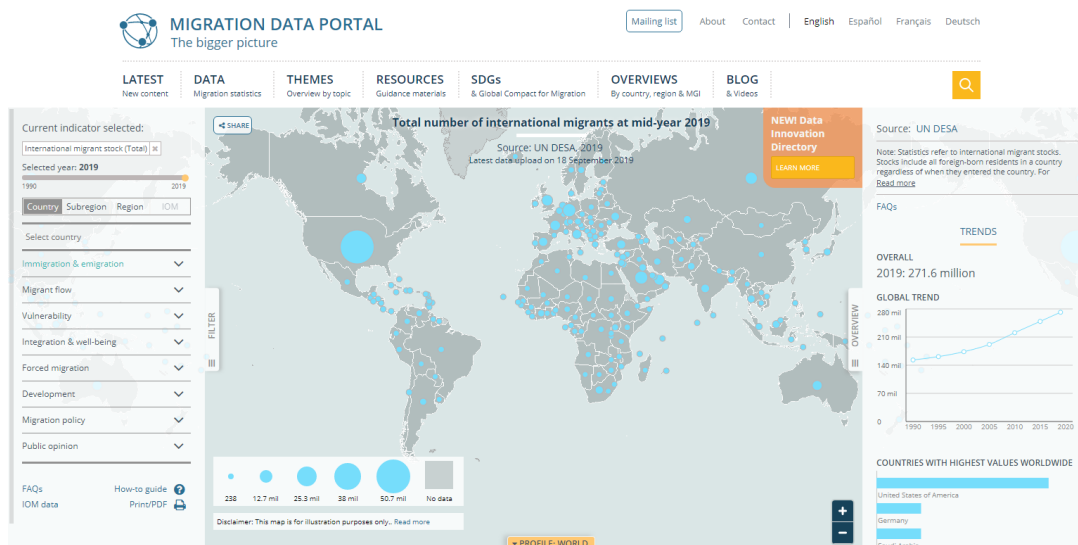 MIGRATION DATA PORTAL
The bigger picture
Mailing list About Contact English Español Français Deutsch
LATEST DATA THEMES RESOURCES SDGs OVERVIEWS BLOG
New content Migration statistics Overview by topic Guidance materials & Global Compact for Migration By country, region & MGI & Videos
Current indicator selected:
International migrant stock (Total) ×
Selected year: 2019
1990 2019
Country Subregion Region IOM
Select country
Immigration & emigration
Migrant flow
Vulnerability
Integration & well-being
Forced migration
Development
Migration policy
Public opinion
FAQs How-to guide ?
IOM data Print/PDF
FILTER
SHARE
Total number of international migrants at mid-year 2019
Source: UN DESA, 2019
Latest data upload on 18 September 2019
NEW! Data
Innovation
Directory
LEARN MORE
238 12.7 mil 25.3 mil 38 mil 50.7 mil No data
Disclaimer: This map is for illustration purposes only.. Read more
PROFILE: WORLD
+
−
OVERVIEW
Source: UN DESA
Note: Statistics refer to international migrant stocks.
Stocks include all foreign-born residents in a country
regardless of when they entered the country. For
Read more
FAQs
TRENDS
OVERALL
2019: 271.6 million
GLOBAL TREND
280 mil
210 mil
140 mil
70 mil
0
1990 1995 2000 2005 2010 2015 2020
COUNTRIES WITH HIGHEST VALUES WORLDWIDE
United States of America
Germany
Saudi Arabia